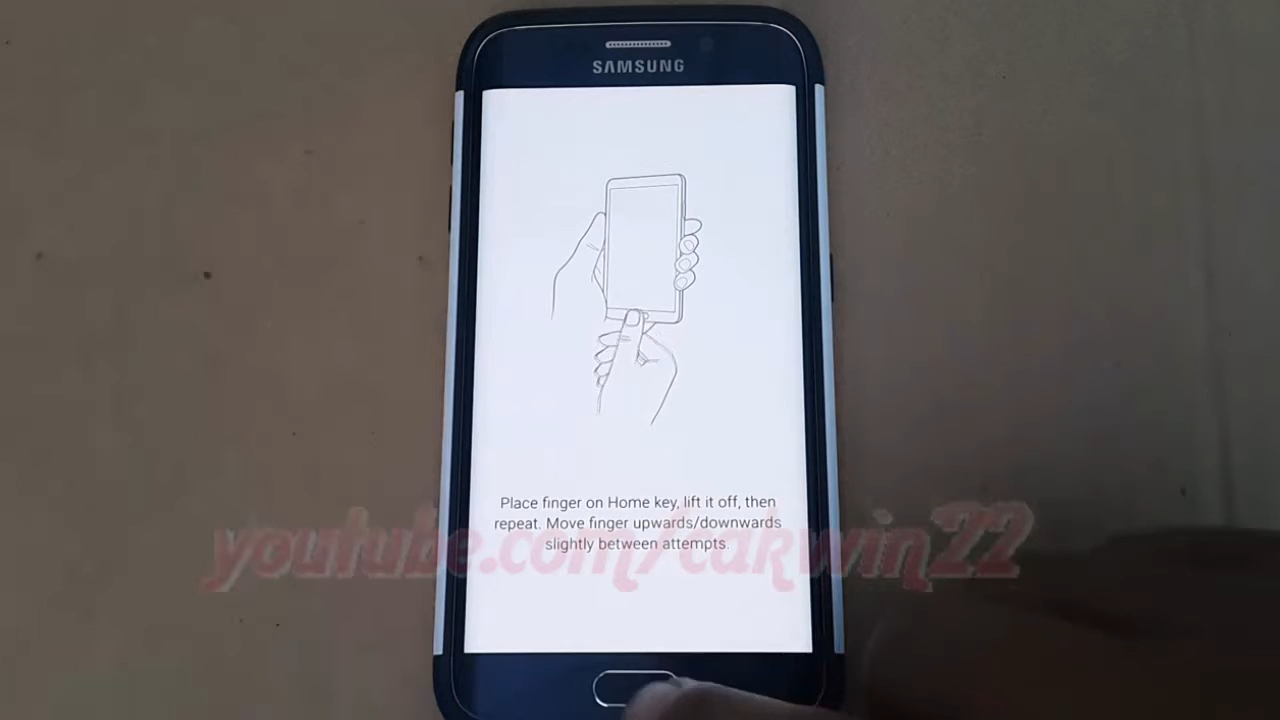 SAMSUNG
Place finger on Home key, lift it off, then
repeat. Move finger upwards/downwards
slightly between attempts.
youtube.com/cakwin22